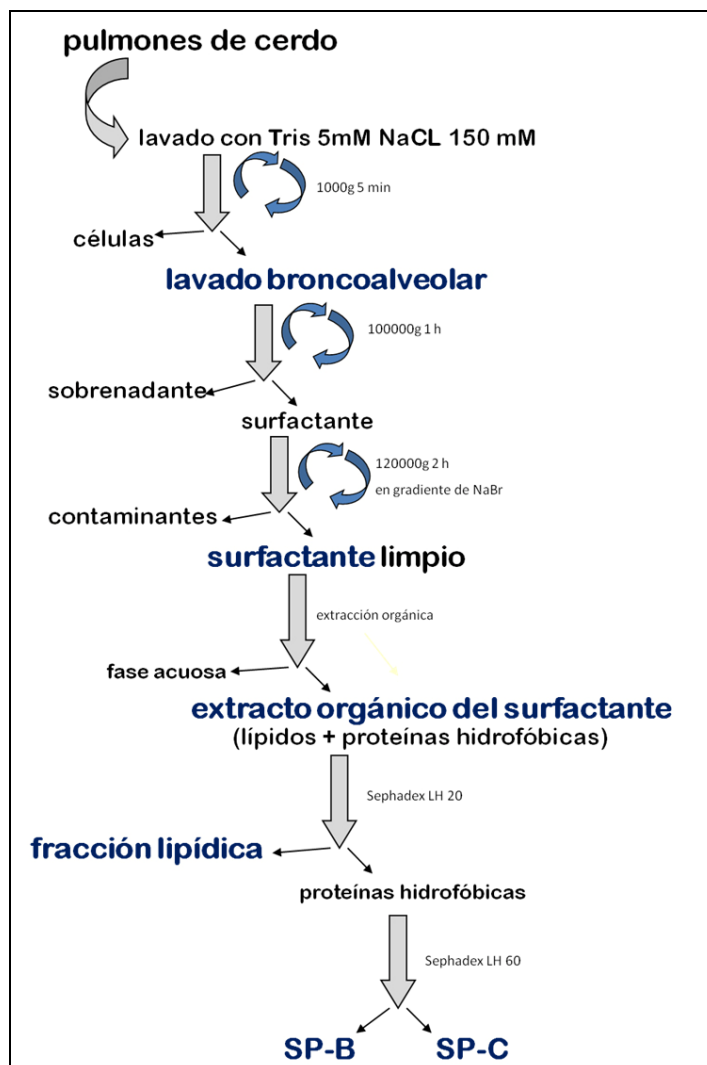 pulmones de cerdo
lavado con Tris 5mM NaCL 150 mM
1000g 5 min
células
lavado broncoalveolar
100000g 1 h
sobrenadante
surfactante
120000g 2 h
en gradiente de NaBr
contaminantes
surfactante limpio
extracción orgánica
fase acuosa
extracto orgánico del surfactante
(lípidos + proteínas hidrofóbicas)
Sephadex LH 20
fracción lipídica
proteínas hidrofóbicas
Sephadex LH 60
SP-B SP-C